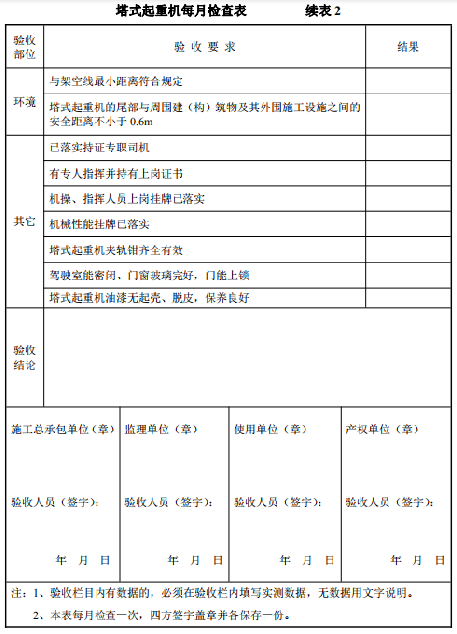 塔式起重机每月检查表 续表 2
验收
部位
验 收 要 求
结果
环境
与架空线最小距离符合规定
塔式起重机的尾部与周围建（构）筑物及其外围施工设施之间的
安全距离不小于 0.6m
其它
已落实持证专职司机
有专人指挥并持有上岗证书
机操、指挥人员上岗挂牌已落实
机械性能挂牌已落实
塔式起重机夹轨钳齐全有效
驾驶室能密闭、门窗玻璃完好，门能上锁
塔式起重机油漆无起壳、脱皮，保养良好
验收
结论
施工总承包单位（章） 监理单位（章） 使用单位（章） 产权单位（章）
验收人员（签字）： 验收人员（签字）： 验收人员（签字）： 验收人员（签字）：
年 月 日 年 月 日 年 月 日 年 月 日
注：1、验收栏目内有数据的，必须在验收栏内填写实测数据，无数据用文字说明。
2、本表每月检查一次，四方签字盖章并各保存一份。